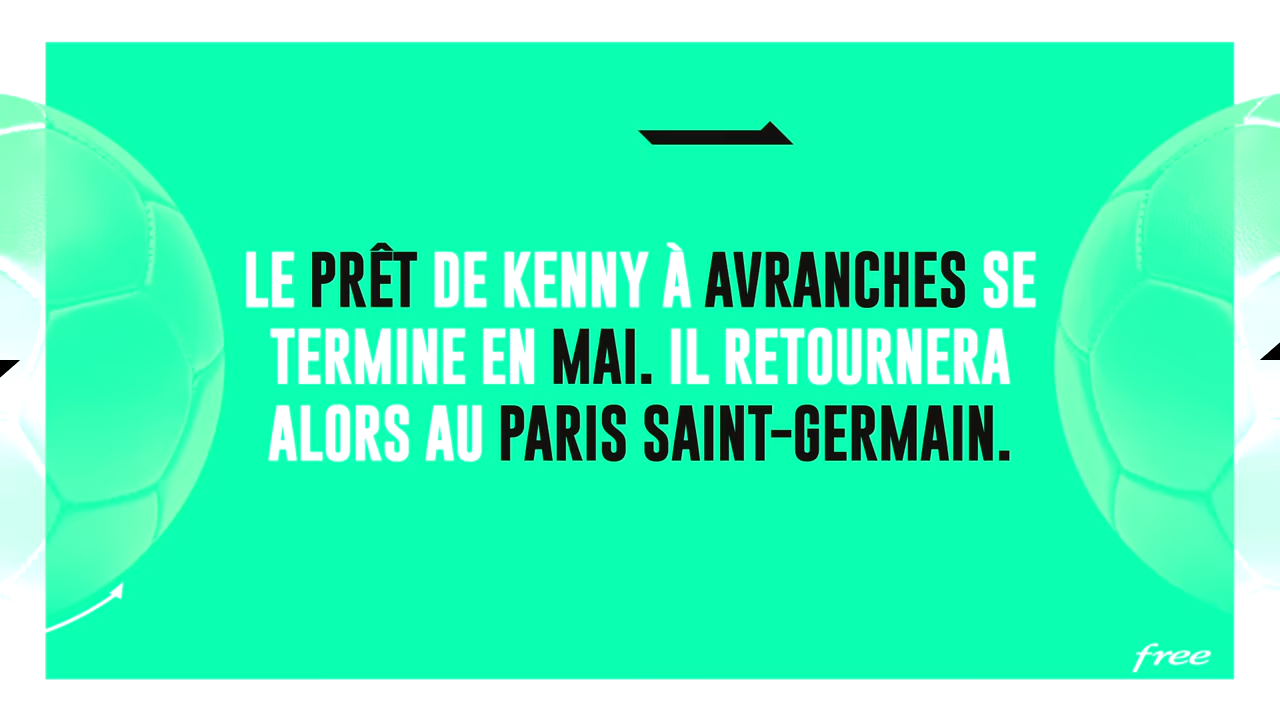 LE PRÊT DE KENNY À AVRANCHES SE
TERMINE EN MAI. IL RETOURNERA
ALORS AU PARIS SAINT-GERMAIN.
free